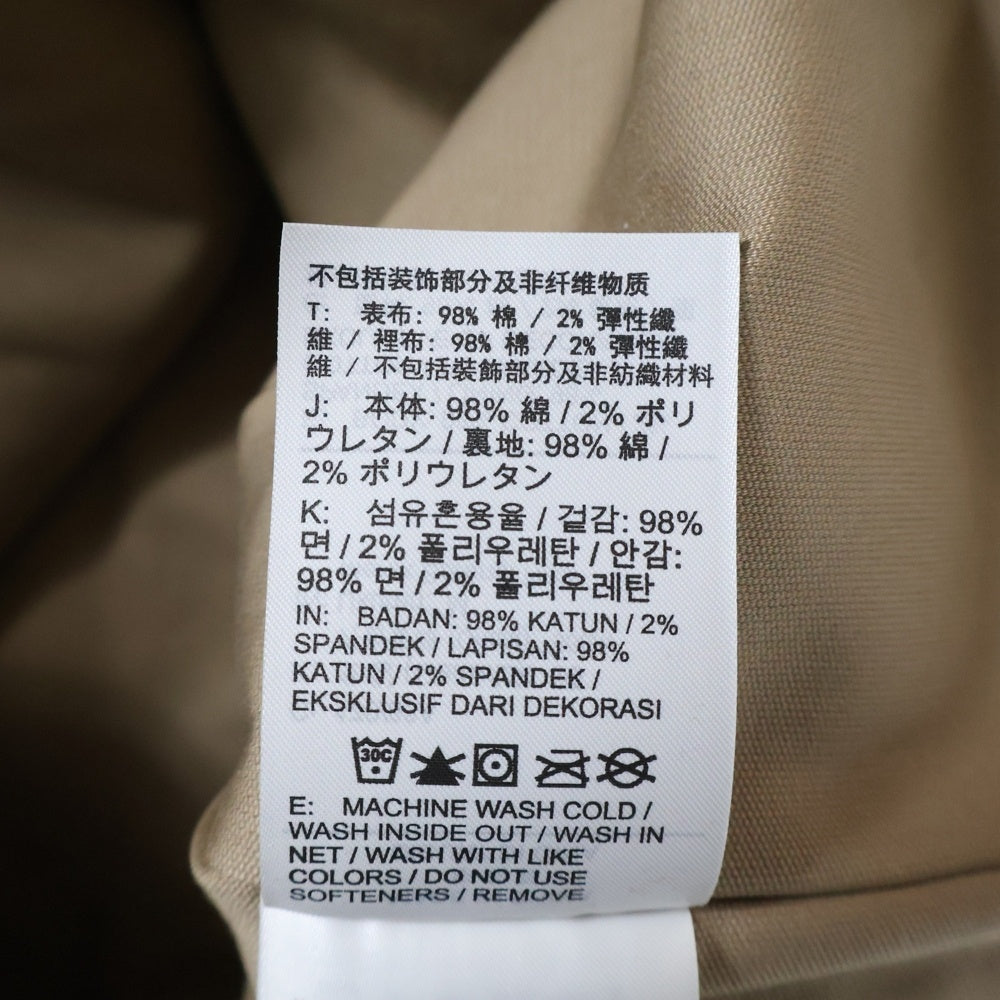 不包括装饰部分及非纤维物质
T: 表布: 98% 棉 / 2% 彈性纖
維 / 裡布: 98% 棉 / 2% 彈性纖
維 / 不包括裝飾部分及非紡織材料
J: 本体: 98% 綿 / 2% ポリ
ウレタン / 裏地: 98% 綿 /
2% ポリウレタン
K: 섬유혼용율 / 겉감: 98%
면 / 2% 폴리우레탄 / 안감:
98% 면 / 2% 폴리우레탄
IN: BADAN: 98% KATUN / 2%
SPANDEK / LAPISAN: 98%
KATUN / 2% SPANDEK /
EKSKLUSIF DARI DEKORASI
30C
E: MACHINE WASH COLD /
WASH INSIDE OUT / WASH IN
NET / WASH WITH LIKE
COLORS / DO NOT USE
SOFTENERS / REMOVE